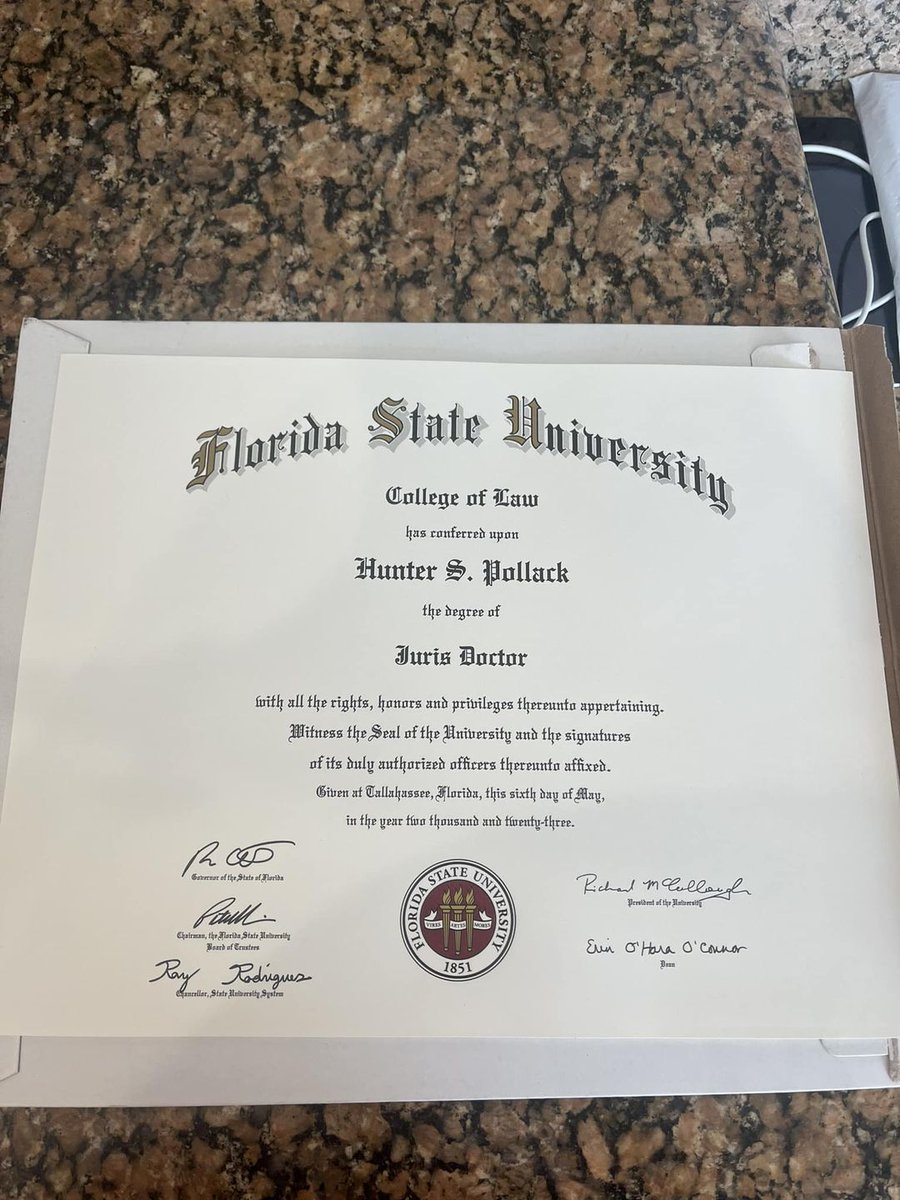 Florida State University
College of Law
has conferred upon
Hunter S. Pollack
the degree of
Juris Doctor
with all the rights, honors and privileges thereunto appertaining.
Witness the Seal of the University and the signatures
of its duly authorized officers thereunto affixed.
Given at Tallahassee, Florida, this sixth day of May,
in the year two thousand and twenty-three.
Governor of the State of Florida
Chairman, the Florida State University
Board of Trustees
Ray Rodrigues
Chancellor, State University System
FLORIDA STATE UNIVERSITY
VIRES ARTES MORES
1851
Richard McCullough
President of the University
Erin O'Hara O'Connor
Dean